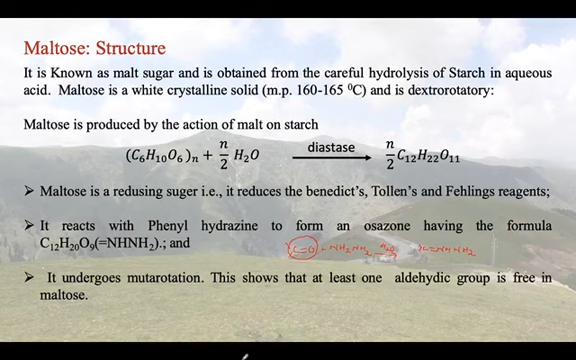 Maltose: Structure
It is Known as malt sugar and is obtained from the careful hydrolysis of Starch in aqueous
acid. Maltose is a white crystalline solid (m.p. 160-165 ⁰C) and is dextrorotatory:
Maltose is produced by the action of malt on starch
(C₆H₁₀O₆)ₙ + n/2 H₂O diastase → n/2 C₁₂H₂₂O₁₁
➢ Maltose is a redusing suger i.e., it reduces the benedict's, Tollen's and Fehlings reagents;
➢ It reacts with Phenyl hydrazine to form an osazone having the formula
C₁₂H₂₀O₉(=NHNH₂).; and
➢ It undergoes mutarotation. This shows that at least one aldehydic group is free in
maltose.